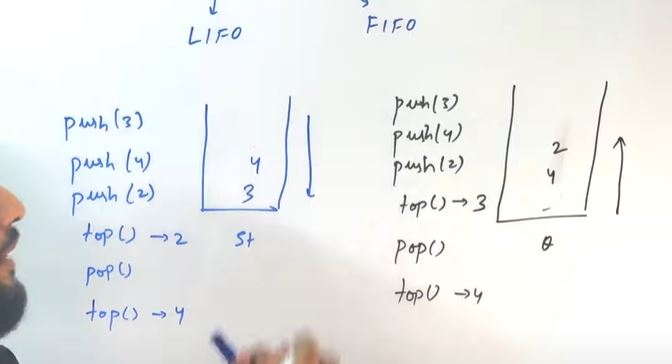 LIFO
FIFO
push(3)
push(4)
push(2)
top() → 2
pop()
top() → 4
4
3
St
push(3)
push(4)
push(2)
top() → 3
pop()
top() → 4
2
4
Q